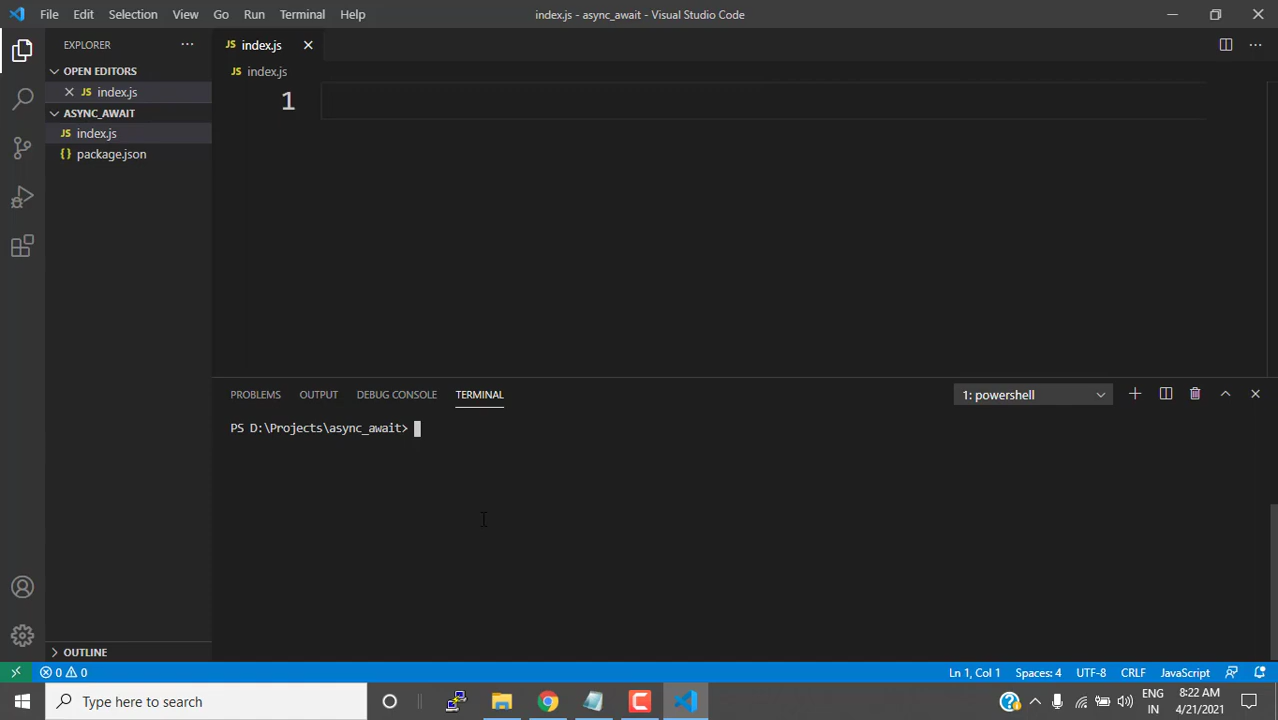 File Edit Selection View Go Run Terminal Help
index.js - async_await - Visual Studio Code
EXPLORER
JS index.js
OPEN EDITORS
JS index.js
JS index.js
ASYNC_AWAIT
1
JS index.js
{} package.json
PROBLEMS OUTPUT DEBUG CONSOLE TERMINAL
1: powershell
PS D:\Projects\async_await>
OUTLINE
0 0
Ln 1, Col 1 Spaces: 4 UTF-8 CRLF JavaScript
Type here to search
ENG
IN
8:22 AM
4/21/2021